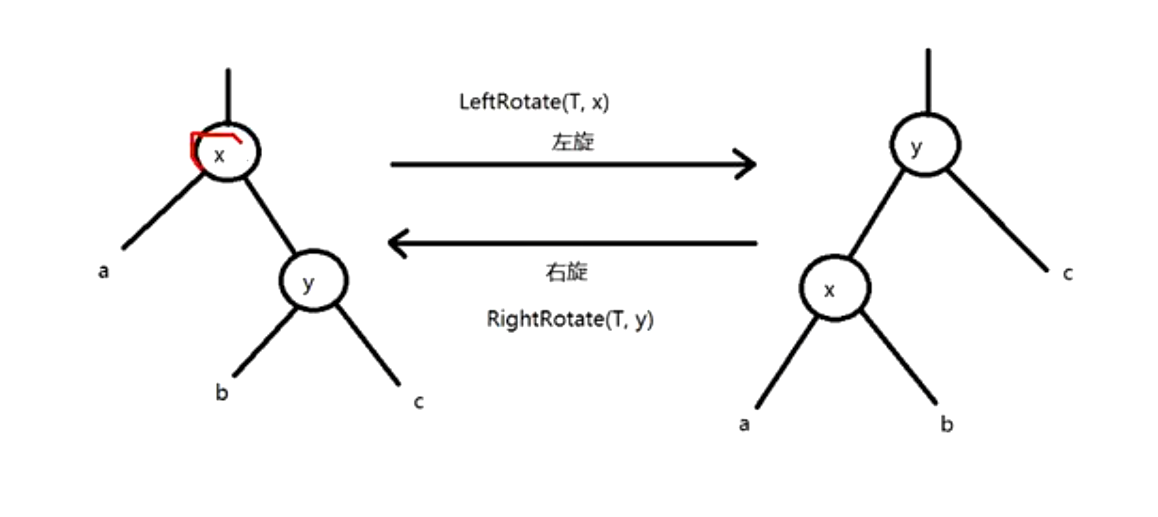 LeftRotate(T, x)
左旋
x
y
a
y
b
c
右旋
RightRotate(T, y)
x
c
a
b